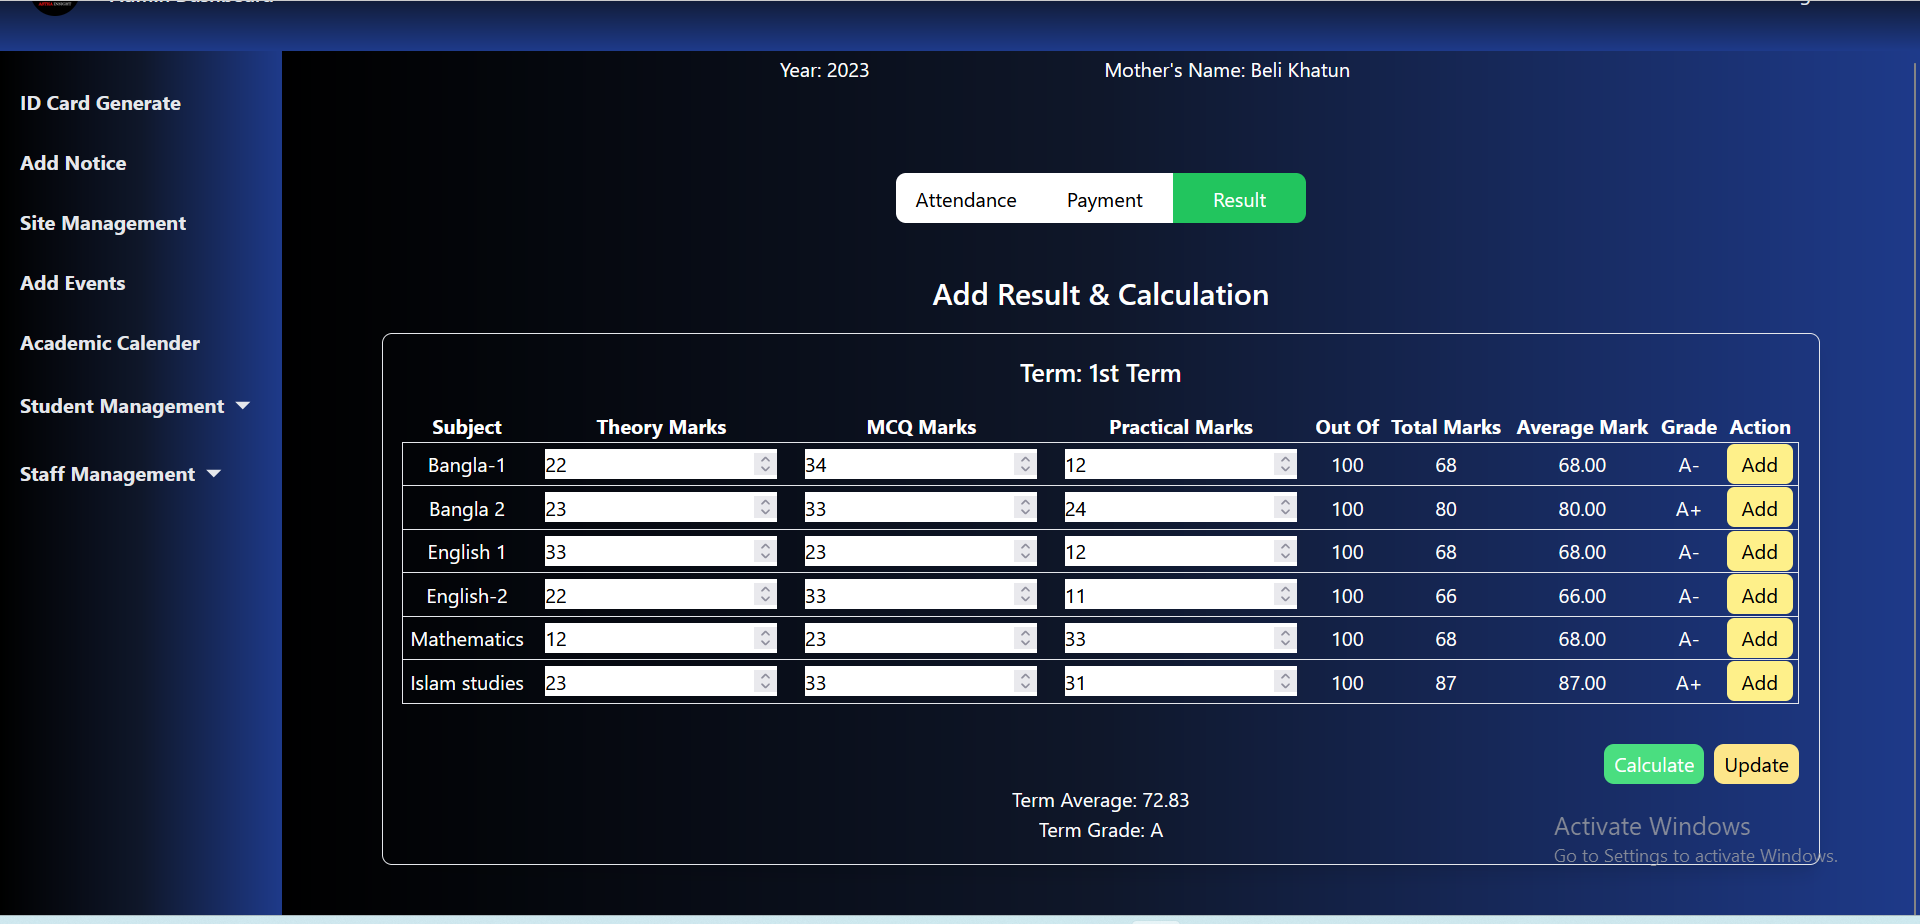 Admin Dashboard
Year: 2023 Mother's Name: Beli Khatun
ID Card Generate
Add Notice
Site Management
Add Events
Academic Calender
Student Management
Staff Management
Attendance Payment Result
Add Result & Calculation
Term: 1st Term
Subject Theory Marks MCQ Marks Practical Marks Out Of Total Marks Average Mark Grade Action
Bangla-1 22 34 12 100 68 68.00 A- Add
Bangla 2 23 33 24 100 80 80.00 A+ Add
English 1 33 23 12 100 68 68.00 A- Add
English-2 22 33 11 100 66 66.00 A- Add
Mathematics 12 23 33 100 68 68.00 A- Add
Islam studies 23 33 31 100 87 87.00 A+ Add
Calculate Update
Term Average: 72.83
Term Grade: A
Activate Windows
Go to Settings to activate Windows.